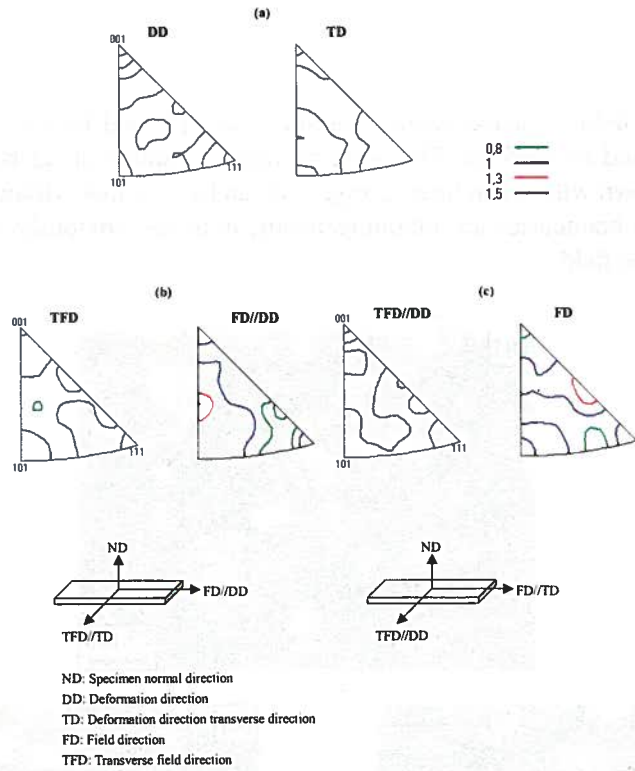 (a)
DD TD
001
101 111
0,8
1
1,3
1,5
(b) (c)
TFD FD//DD TFD//DD FD
001 001
101 111 101 111
ND ND
FD//DD FD//TD
TFD//TD TFD//DD
ND: Specimen normal direction
DD: Deformation direction
TD: Deformation direction transverse direction
FD: Field direction
TFD: Transverse field direction